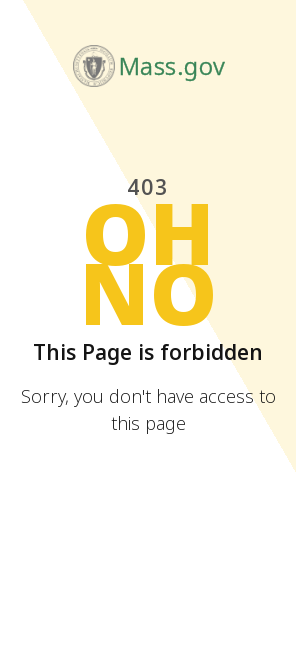 Mass.gov
403
OH
NO
This Page is forbidden
Sorry, you don't have access to
this page